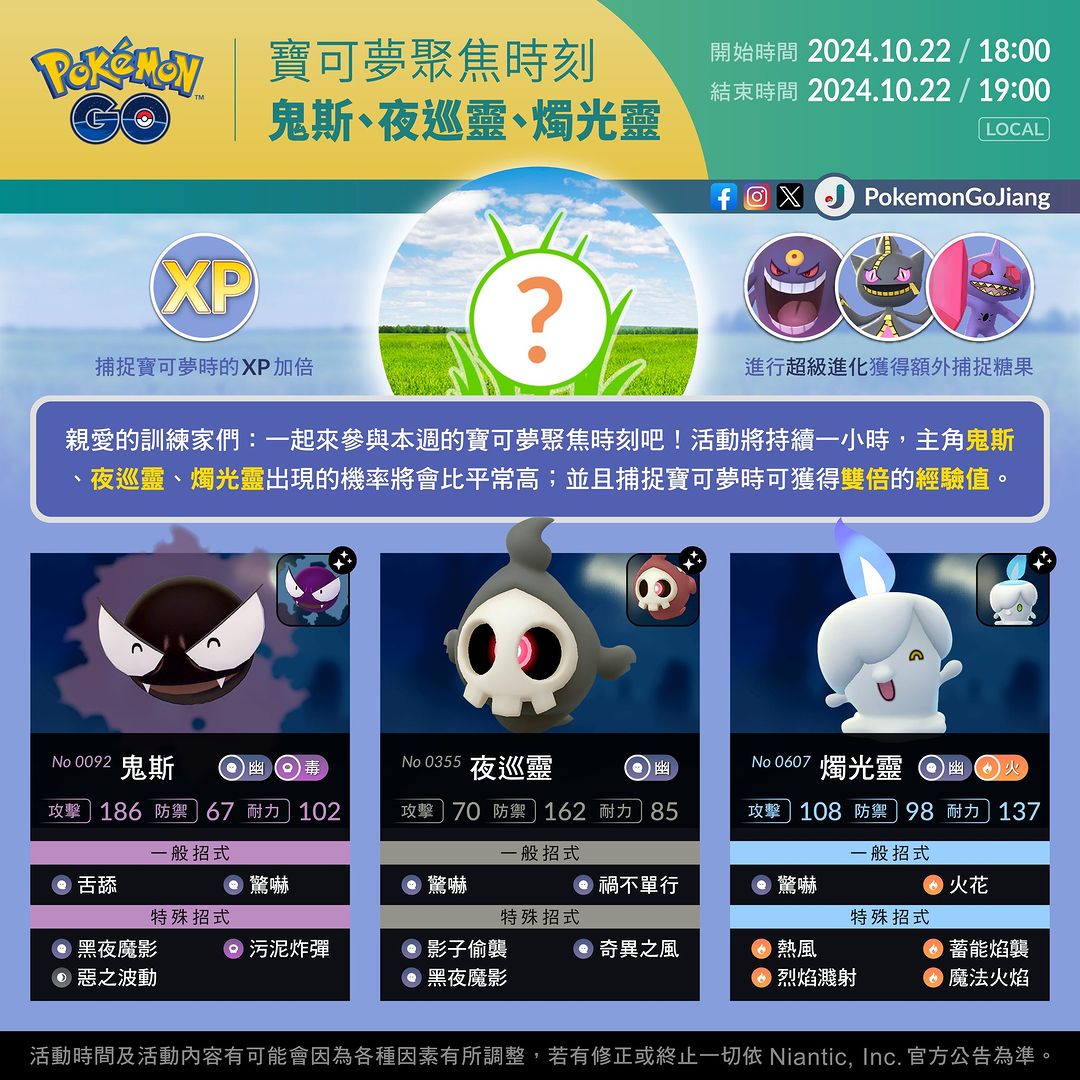 POKéMON GO TM
寶可夢聚焦時刻
鬼斯、夜巡靈、燭光靈
開始時間 2024.10.22 / 18:00
結束時間 2024.10.22 / 19:00
LOCAL
PokemonGoJiang
XP
?
捕捉寶可夢時的XP加倍
進行超級進化獲得額外捕捉糖果
親愛的訓練家們：一起來參與本週的寶可夢聚焦時刻吧！活動將持續一小時，主角鬼斯
、夜巡靈、燭光靈出現的機率將會比平常高；並且捕捉寶可夢時可獲得雙倍的經驗值。
No 0092 鬼斯 幽 毒
攻擊 186 防禦 67 耐力 102
一般招式
舌舔 驚嚇
特殊招式
黑夜魔影 污泥炸彈
惡之波動
No 0355 夜巡靈 幽
攻擊 70 防禦 162 耐力 85
一般招式
驚嚇 禍不單行
特殊招式
影子偷襲 奇異之風
黑夜魔影
No 0607 燭光靈 幽 火
攻擊 108 防禦 98 耐力 137
一般招式
驚嚇 火花
特殊招式
熱風 蓄能焰襲
烈焰濺射 魔法火焰
活動時間及活動內容有可能會因為各種因素有所調整，若有修正或終止一切依 Niantic, Inc. 官方公告為準。